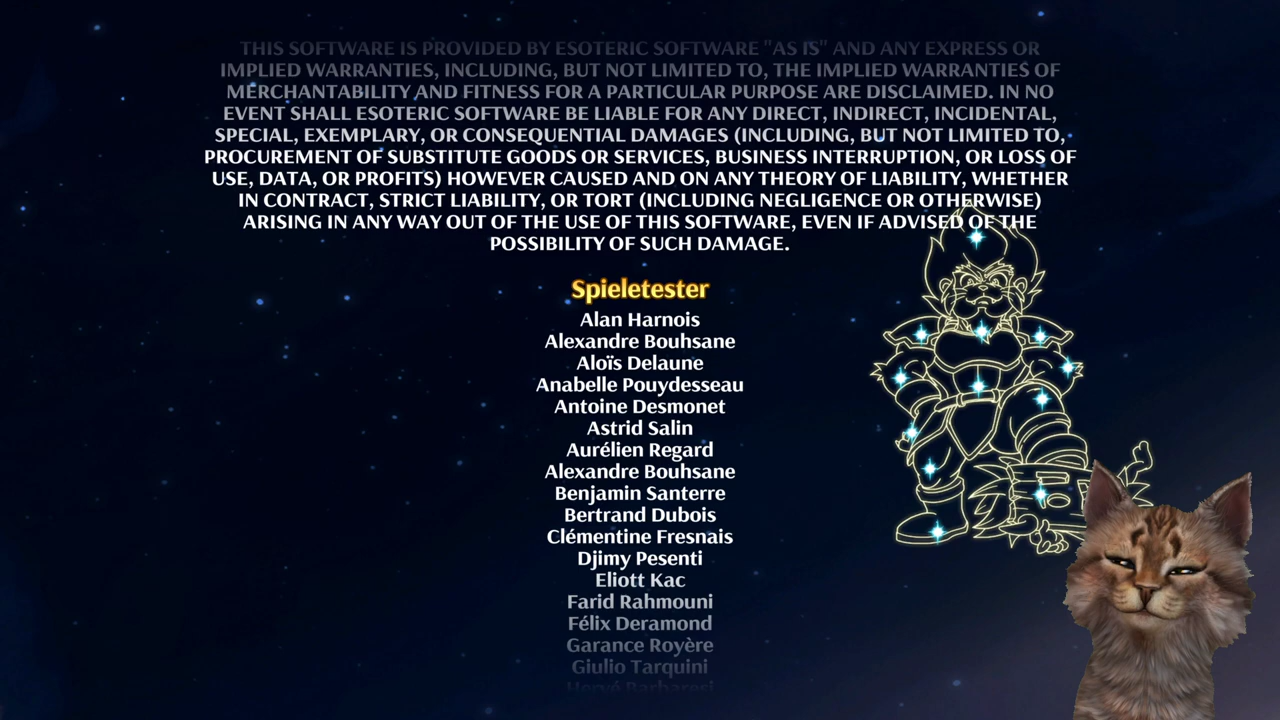 THIS SOFTWARE IS PROVIDED BY ESOTERIC SOFTWARE "AS IS" AND ANY EXPRESS OR
IMPLIED WARRANTIES, INCLUDING, BUT NOT LIMITED TO, THE IMPLIED WARRANTIES OF
MERCHANTABILITY AND FITNESS FOR A PARTICULAR PURPOSE ARE DISCLAIMED. IN NO
EVENT SHALL ESOTERIC SOFTWARE BE LIABLE FOR ANY DIRECT, INDIRECT, INCIDENTAL,
SPECIAL, EXEMPLARY, OR CONSEQUENTIAL DAMAGES (INCLUDING, BUT NOT LIMITED TO,
PROCUREMENT OF SUBSTITUTE GOODS OR SERVICES, BUSINESS INTERRUPTION, OR LOSS OF
USE, DATA, OR PROFITS) HOWEVER CAUSED AND ON ANY THEORY OF LIABILITY, WHETHER
IN CONTRACT, STRICT LIABILITY, OR TORT (INCLUDING NEGLIGENCE OR OTHERWISE)
ARISING IN ANY WAY OUT OF THE USE OF THIS SOFTWARE, EVEN IF ADVISED OF THE
POSSIBILITY OF SUCH DAMAGE.
Spieletester
Alan Harnois
Alexandre Bouhsane
Aloïs Delaune
Anabelle Pouydesseau
Antoine Desmonet
Astrid Salin
Aurélien Regard
Alexandre Bouhsane
Benjamin Santerre
Bertrand Dubois
Clémentine Fresnais
Djimy Pesenti
Eliott Kac
Farid Rahmouni
Félix Deramond
Garance Royère
Giulio Tarquini
Hervé Barbaresi